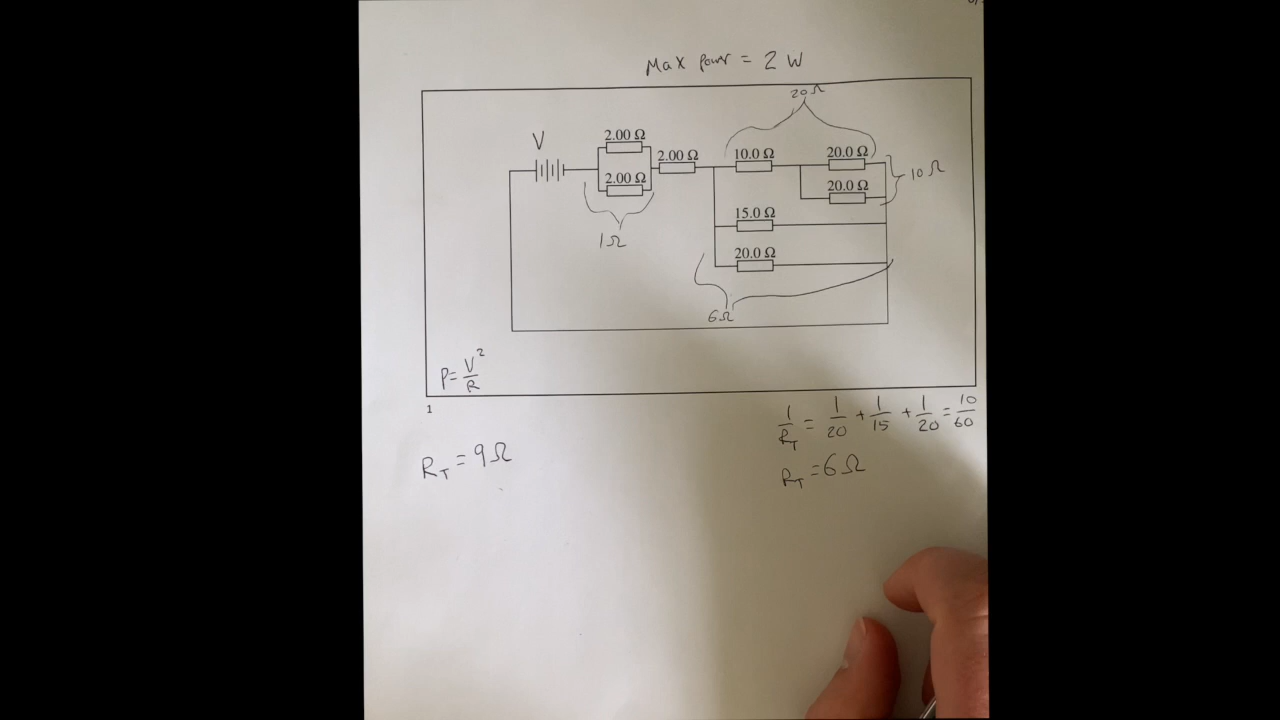 Max power = 2 W
20Ω
V
2.00 Ω
2.00 Ω
2.00 Ω
10.0 Ω
20.0 Ω
20.0 Ω
10Ω
15.0 Ω
20.0 Ω
1Ω
6Ω
P = V²/R
1
1/R_T = 1/20 + 1/15 + 1/20 = 10/60
R_T = 9Ω
R_T = 6Ω